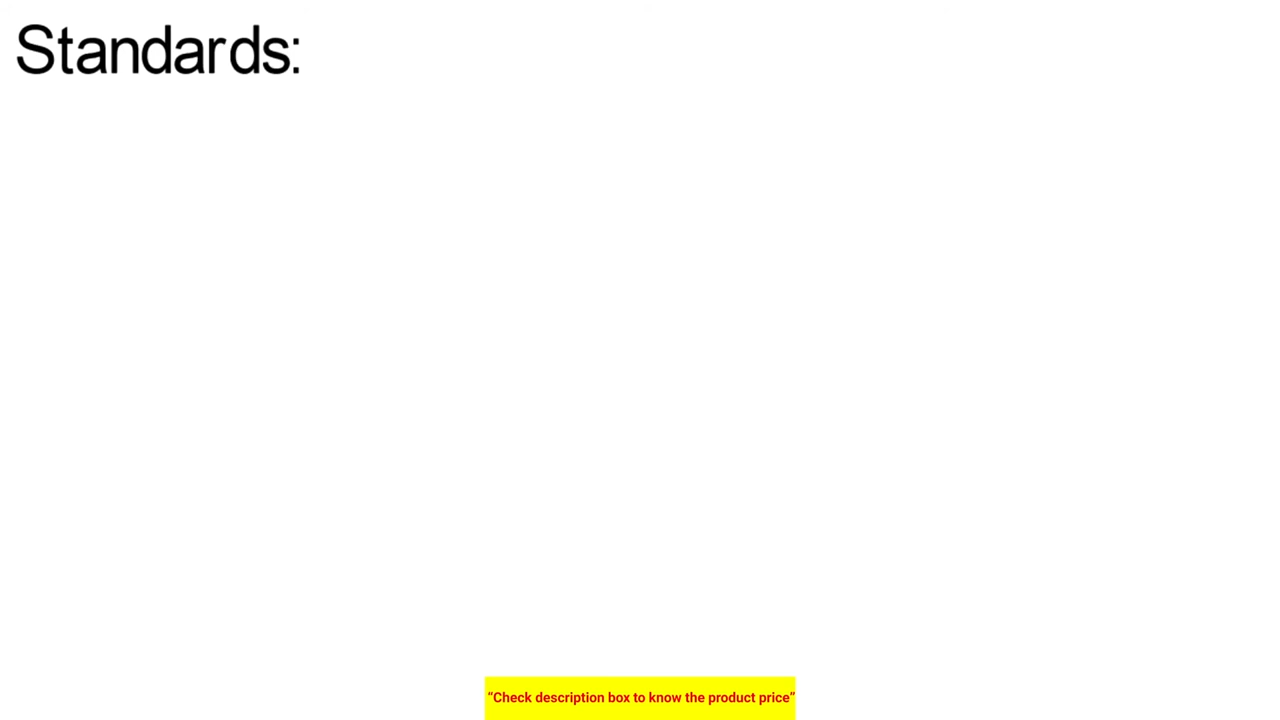 Standards:
“Check description box to know the product price”